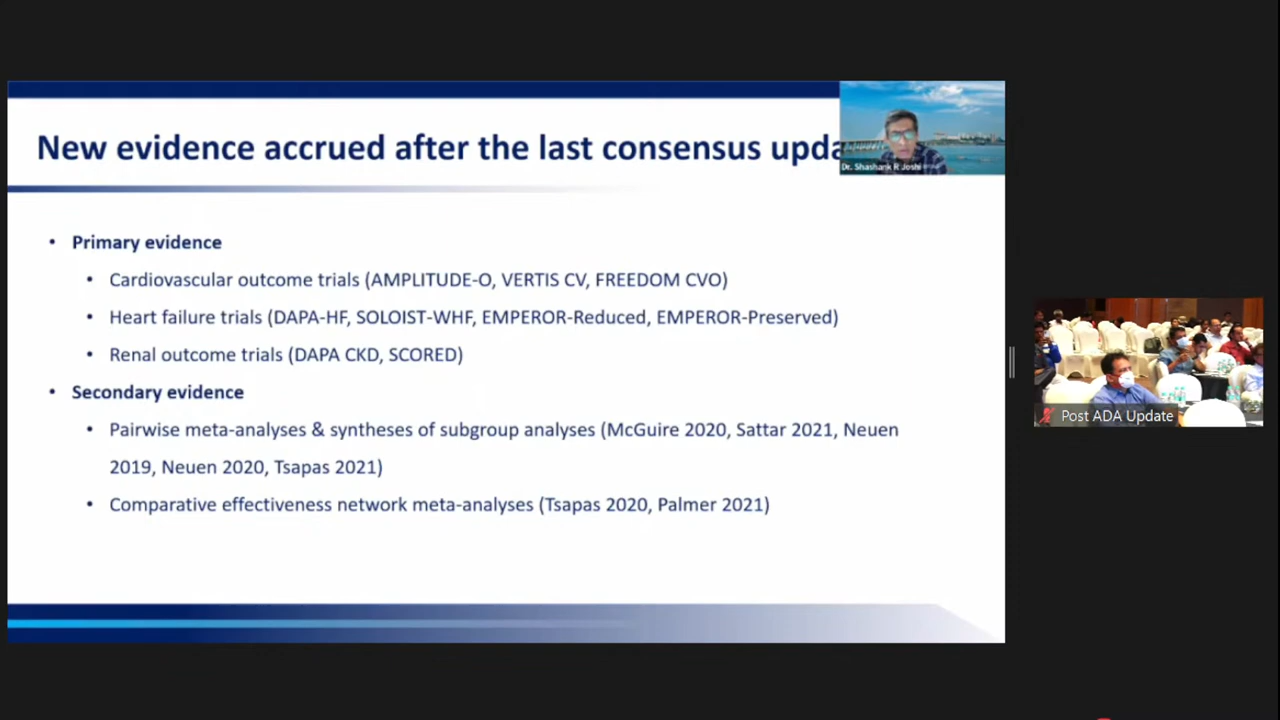 New evidence accrued after the last consensus upda
Dr. Shashank R Joshi
• Primary evidence
• Cardiovascular outcome trials (AMPLITUDE-O, VERTIS CV, FREEDOM CVO)
• Heart failure trials (DAPA-HF, SOLOIST-WHF, EMPEROR-Reduced, EMPEROR-Preserved)
• Renal outcome trials (DAPA CKD, SCORED)
• Secondary evidence
• Pairwise meta-analyses & syntheses of subgroup analyses (McGuire 2020, Sattar 2021, Neuen
2019, Neuen 2020, Tsapas 2021)
• Comparative effectiveness network meta-analyses (Tsapas 2020, Palmer 2021)
Post ADA Update